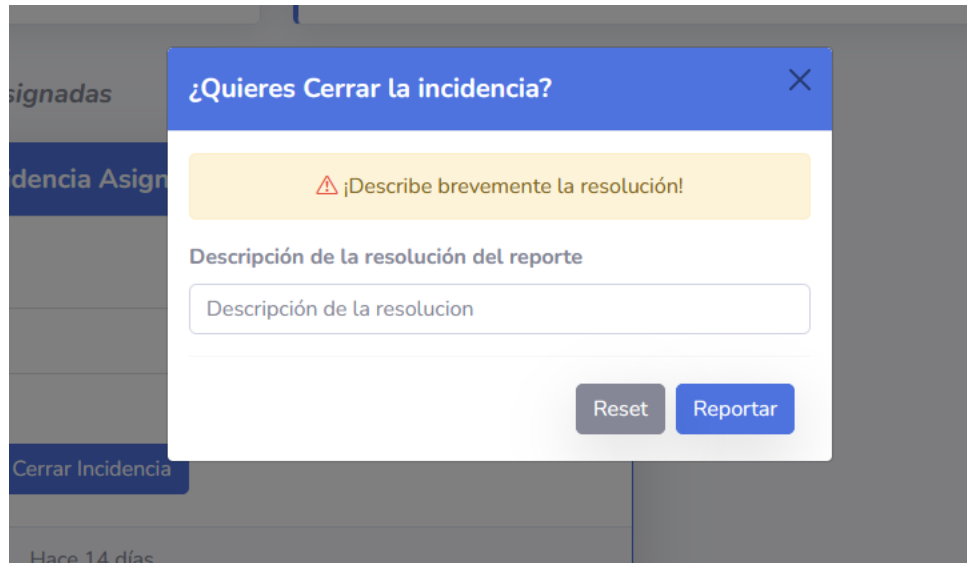 ¿Quieres Cerrar la incidencia?
signadas
idencia Asign
¡Describe brevemente la resolución!
Descripción de la resolución del reporte
Descripción de la resolucion
Reset
Reportar
Cerrar Incidencia
Hace 14 días